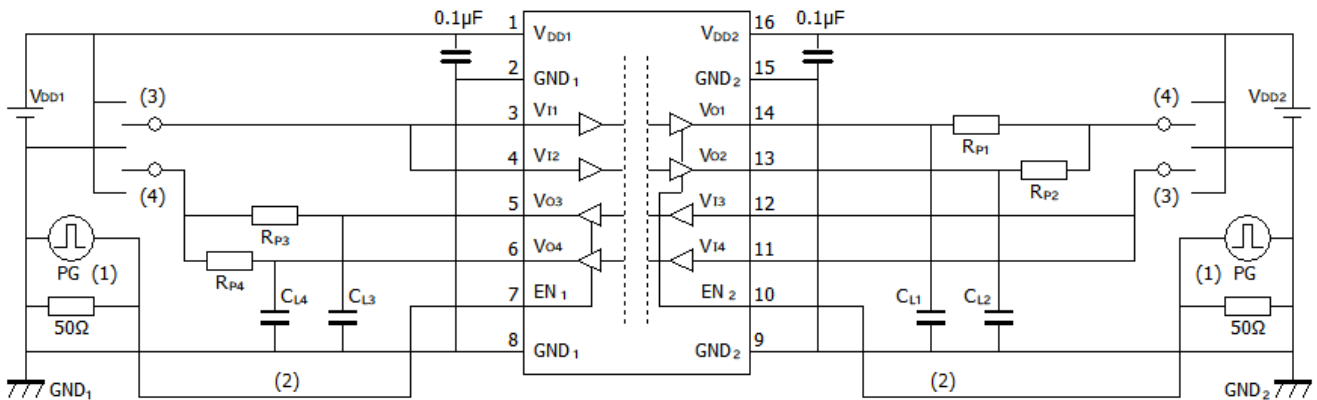 0.1μF
1
16
0.1μF
VDD1
VDD2
2
15
GND1
GND2
VDD1
(3)
(4)
VDD2
3
VI1
VO1
14
RP1
4
VI2
VO2
13
RP2
(4)
(3)
5
VO3
VI3
12
RP3
6
VO4
VI4
11
PG
(1)
RP4
(1)
PG
CL4
CL3
7
EN1
EN2
10
CL1
CL2
50Ω
50Ω
8
GND1
GND2
9
GND1
(2)
(2)
GND2